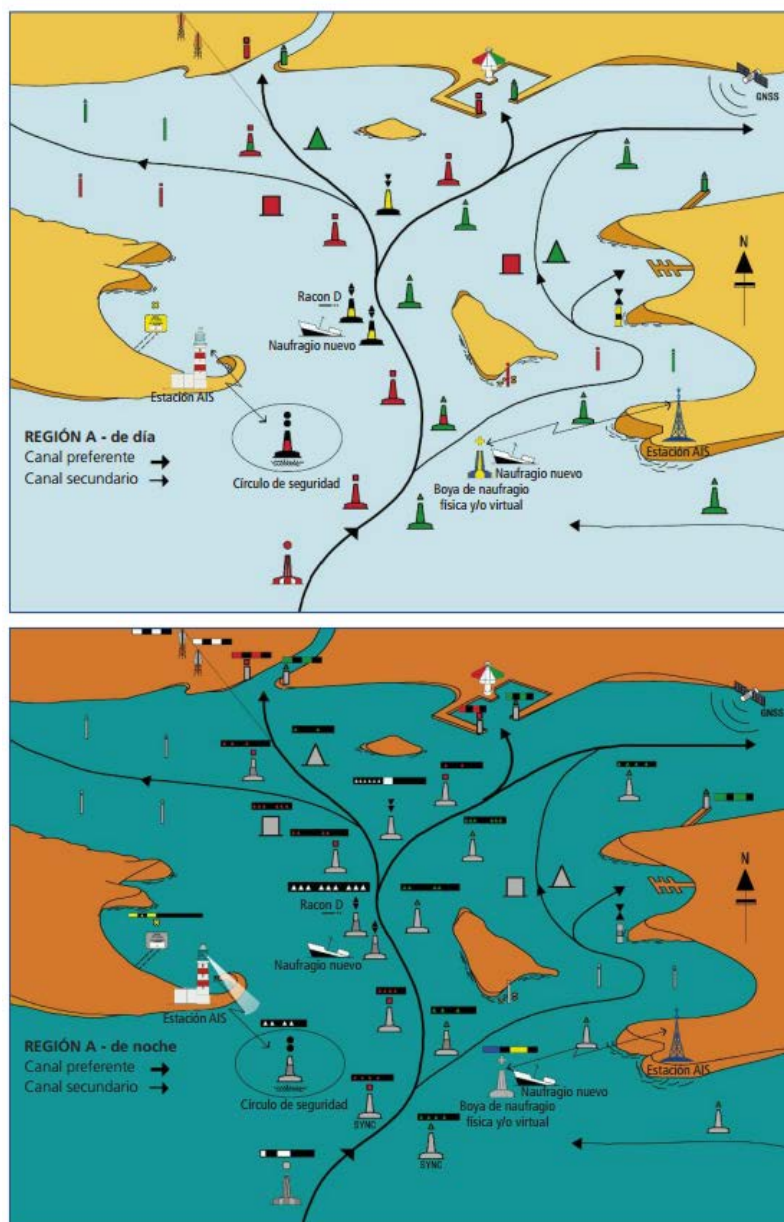 GNSS
N
Racon D
Naufragio nuevo
Estación AIS
REGIÓN A - de día
Canal preferente
Canal secundario
Círculo de seguridad
Naufragio nuevo
Boya de naufragio
física y/o virtual
Estación AIS
GNSS
N
Racon D
Naufragio nuevo
Estación AIS
REGIÓN A - de noche
Canal preferente
Canal secundario
Círculo de seguridad
SYNC
Naufragio nuevo
Boya de naufragio
física y/o virtual
SYNC
Estación AIS